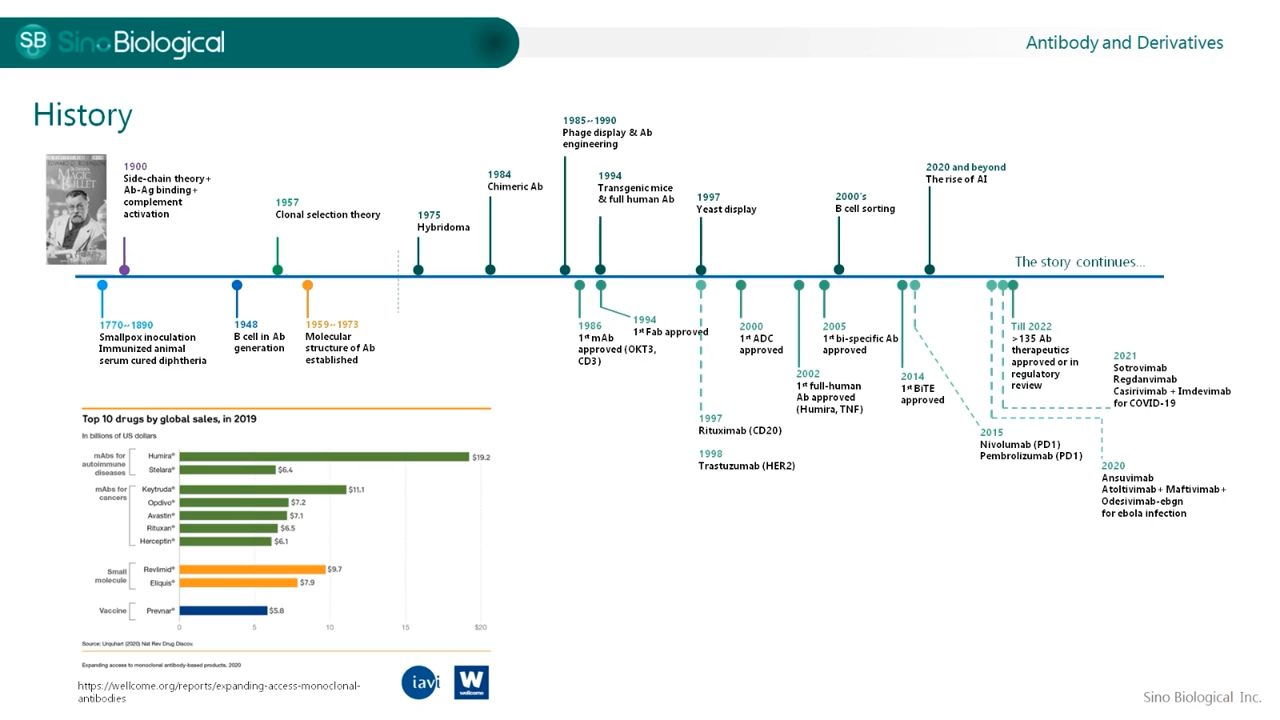 SB SinoBiological
Antibody and Derivatives
History
MAGIC
BULLET
1900
Side-chain theory+
Ab-Ag binding+
complement
activation
1957
Clonal selection theory
1975
Hybridoma
1984
Chimeric Ab
1985~1990
Phage display & Ab
engineering
1994
Transgenic mice
& full human Ab
1997
Yeast display
2000's
B cell sorting
2020 and beyond
The rise of AI
The story continues...
1770~1890
Smallpox inoculation
Immunized animal
serum cured diphtheria
1948
B cell in Ab
generation
1959~1973
Molecular
structure of Ab
established
1986
1st mAb
approved (OKT3,
CD3)
1994
1st Fab approved
1997
Rituximab (CD20)
1998
Trastuzumab (HER2)
2000
1st ADC
approved
2002
1st full-human
Ab approved
(Humira, TNF)
2005
1st bi-specific Ab
approved
2014
1st BiTE
approved
2015
Nivolumab (PD1)
Pembrolizumab (PD1)
Till 2022
>135 Ab
therapeutics
approved or in
regulatory
review
2021
Sotrovimab
Regdanvimab
Casirivimab + Imdevimab
for COVID-19
2020
Ansuvimab
Atoltivimab+ Maftivimab+
Odesivimab-ebgn
for ebola infection
Top 10 drugs by global sales, in 2019
In billions of US dollars
mAbs for
autoimmune
diseases
Humira® $19.2
Stelara® $6.4
mAbs for
cancers
Keytruda® $11.1
Opdivo® $7.2
Avastin® $7.1
Rituxan® $6.5
Herceptin® $6.1
Small
molecule
Revlimid® $9.7
Eliquis® $7.9
Vaccine
Prevnar® $5.8
0 5 10 15 $20
Source: Urquhart (2020) Nat Rev Drug Discov.
Expanding access to monoclonal antibody-based products, 2020
https://wellcome.org/reports/expanding-access-monoclonal-
antibodies
iavi
W
wellcome
Sino Biological Inc.